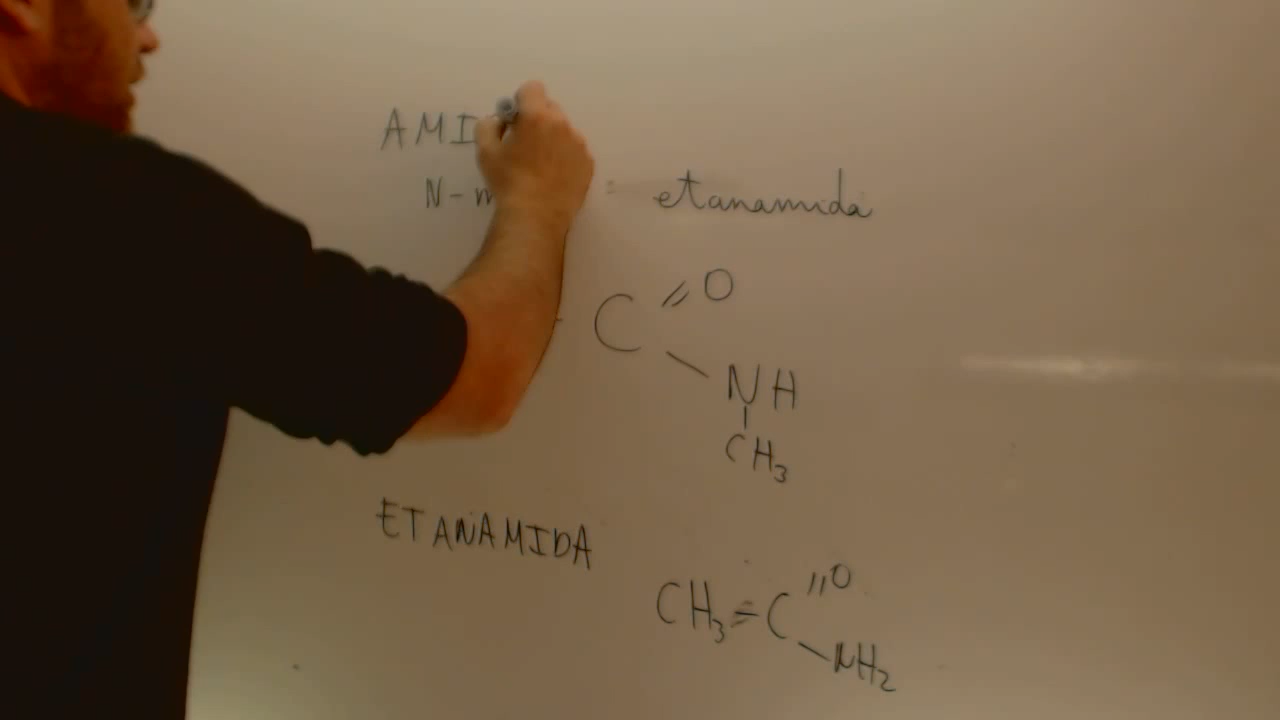 AMI
N-m - etanamida
C=O
NH
CH₃
ETANAMIDA
O
CH₃=C
NH₂